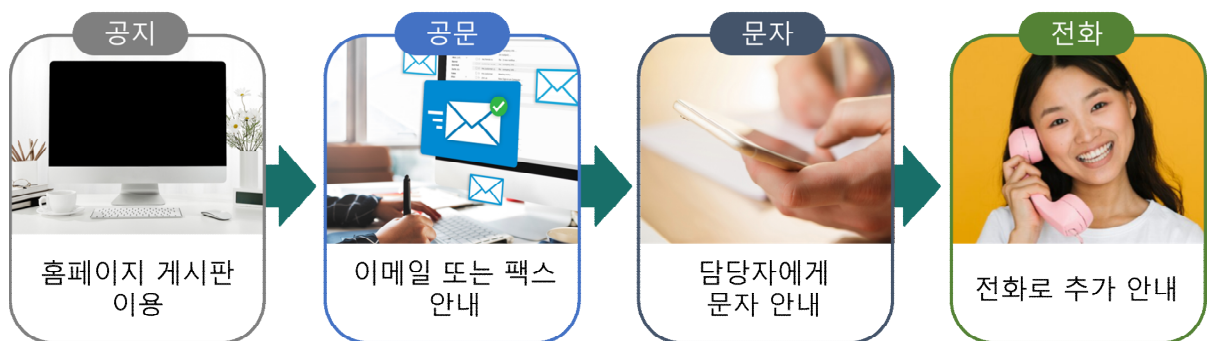 공지
홈페이지 게시판
이용
공문
이메일 또는 팩스
안내
문자
담당자에게
문자 안내
전화
전화로 추가 안내